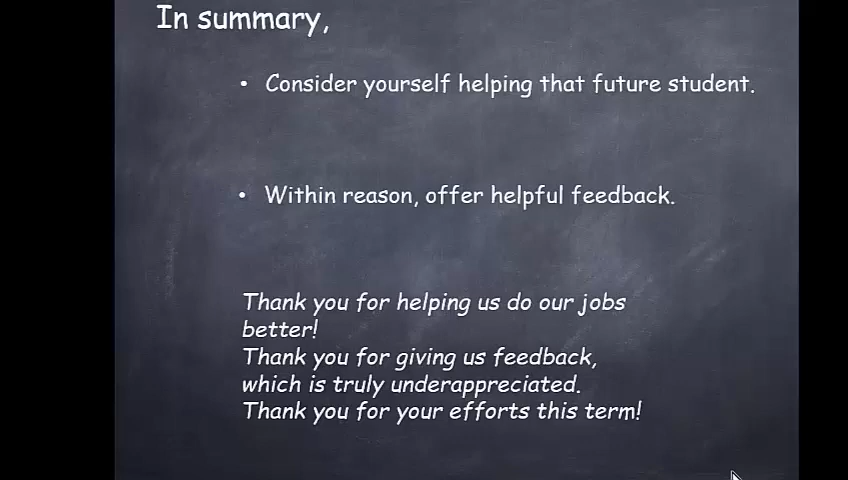 In summary,
• Consider yourself helping that future student.
• Within reason, offer helpful feedback.
Thank you for helping us do our jobs
better!
Thank you for giving us feedback,
which is truly underappreciated.
Thank you for your efforts this term!